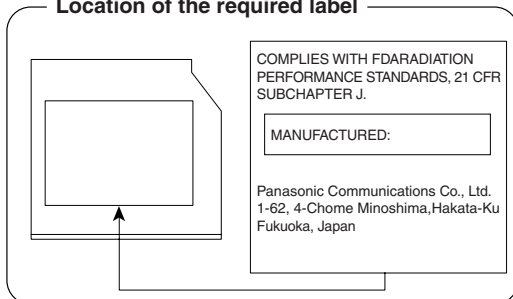 Location of the required label
COMPLIES WITH FDARADIATION
PERFORMANCE STANDARDS, 21 CFR
SUBCHAPTER J.
MANUFACTURED:
Panasonic Communications Co., Ltd.
1-62, 4-Chome Minoshima,Hakata-Ku
Fukuoka, Japan